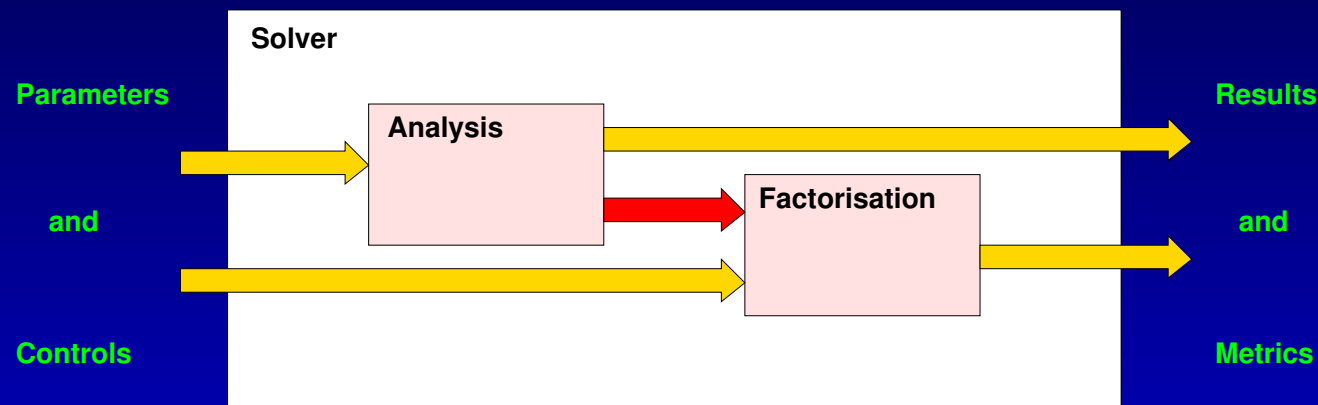 Solver
Parameters
and
Controls
Analysis
Factorisation
Results
and
Metrics